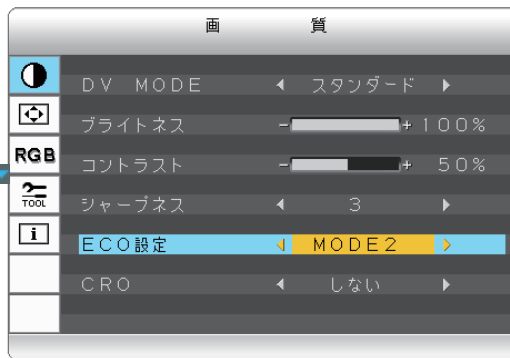 画 質
DV MODE スタンダード
ブライトネス - + 100%
RGB
コントラスト - + 50%
TOOL
シャープネス 3
i
ECO設定 MODE2
CRO しない